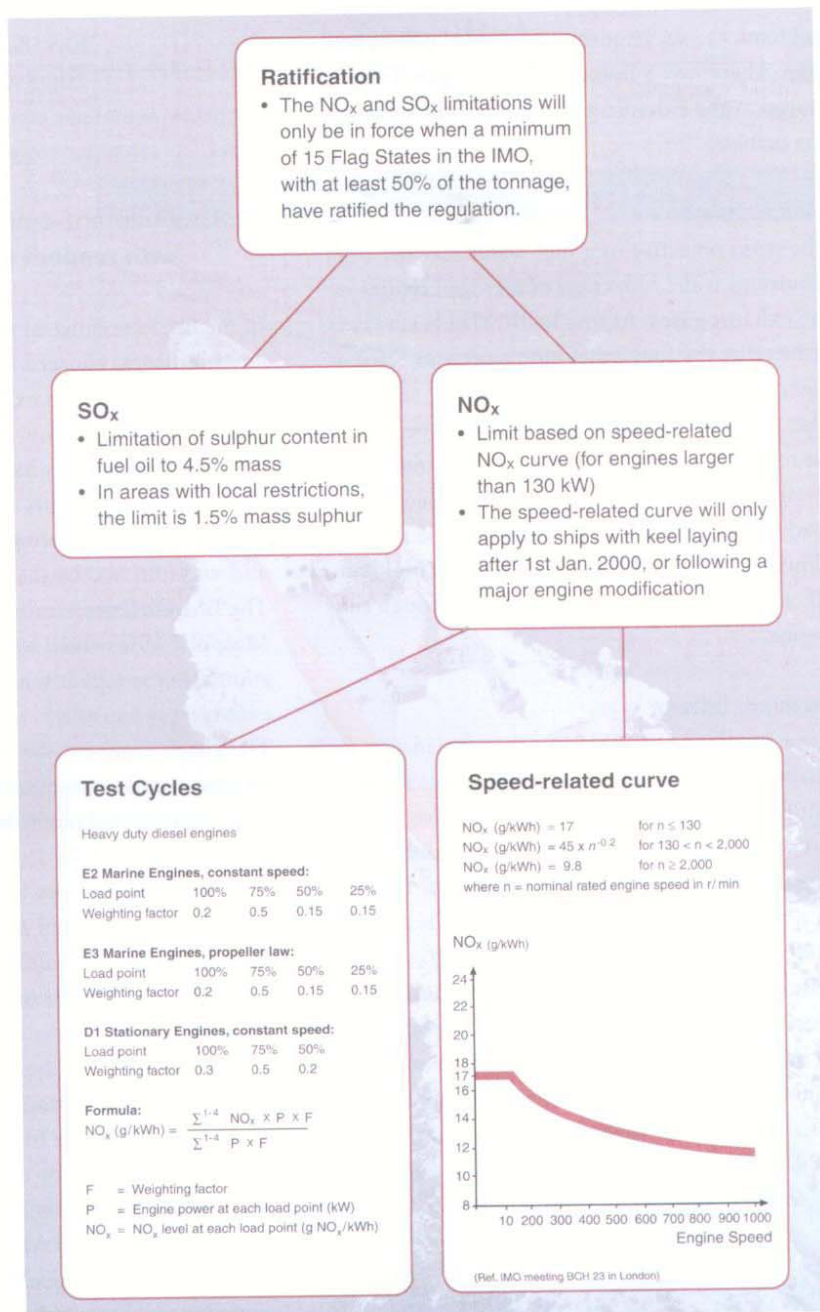 Ratification
• The NOx and SOx limitations will
only be in force when a minimum
of 15 Flag States in the IMO,
with at least 50% of the tonnage,
have ratified the regulation.
SOx
• Limitation of sulphur content in
fuel oil to 4.5% mass
• In areas with local restrictions,
the limit is 1.5% mass sulphur
NOx
• Limit based on speed-related
NOx curve (for engines larger
than 130 kW)
• The speed-related curve will only
apply to ships with keel laying
after 1st Jan. 2000, or following a
major engine modification
Test Cycles
Heavy duty diesel engines
E2 Marine Engines, constant speed:
Load point 100% 75% 50% 25%
Weighting factor 0.2 0.5 0.15 0.15
E3 Marine Engines, propeller law:
Load point 100% 75% 50% 25%
Weighting factor 0.2 0.5 0.15 0.15
D1 Stationary Engines, constant speed:
Load point 100% 75% 50%
Weighting factor 0.3 0.5 0.2
Formula:
NOx (g/kWh) = Σ1-4 NOx x P x F
Σ1-4 P x F
F = Weighting factor
P = Engine power at each load point (kW)
NOx = NOx level at each load point (g NOx/kWh)
Speed-related curve
NOx (g/kWh) = 17 for n ≤ 130
NOx (g/kWh) = 45 x n-0.2 for 130 < n < 2,000
NOx (g/kWh) = 9.8 for n ≥ 2,000
where n = nominal rated engine speed in r/min
NOx (g/kWh)
24
22
20
18
17
16
14
12
10
8
10 200 300 400 500 600 700 800 900 1000
Engine Speed
(Ref. IMO meeting BCH 23 in London)